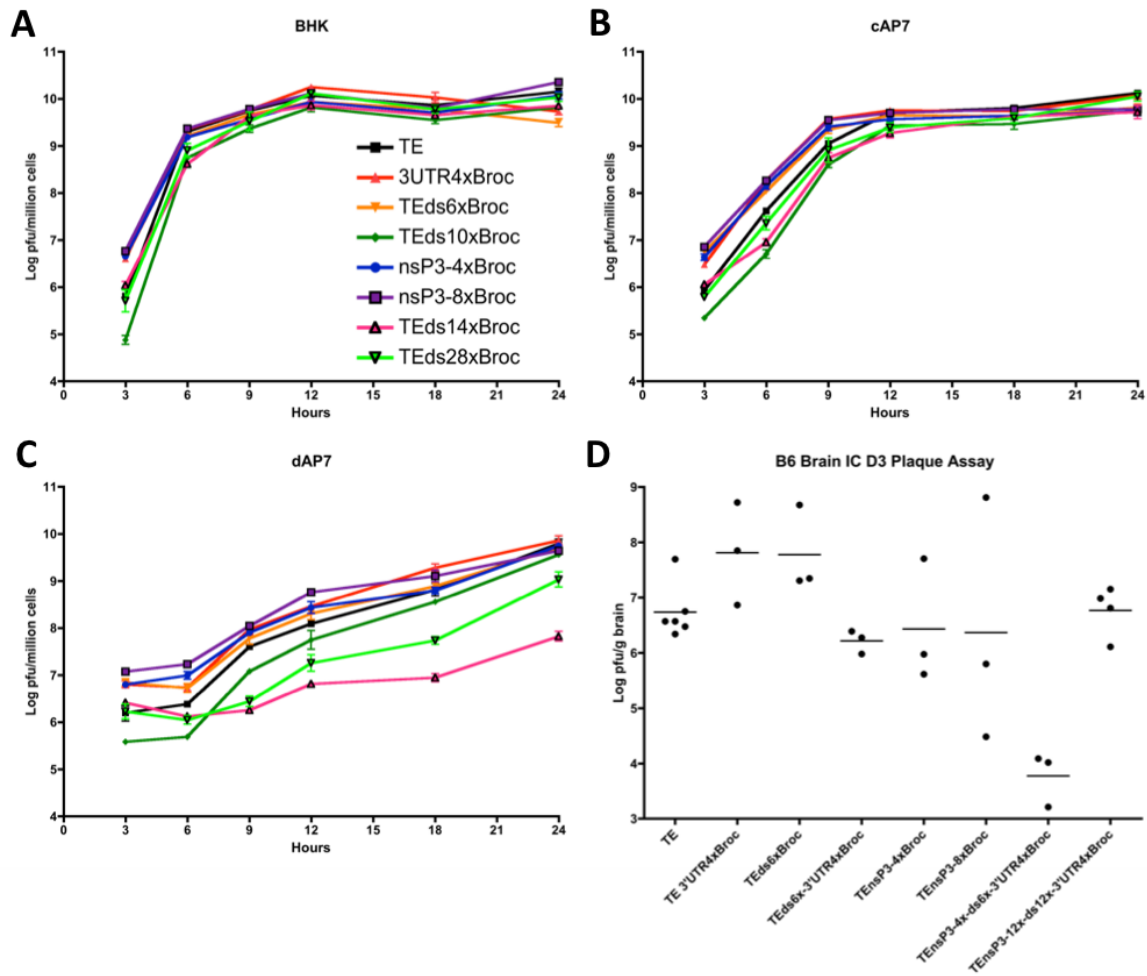 A
BHK
Log pfu/million cells
11
10
9
8
7
6
5
4
0 3 6 9 12 15 18 21 24
Hours
TE
3UTR4xBroc
TEds6xBroc
TEds10xBroc
nsP3-4xBroc
nsP3-8xBroc
TEds14xBroc
TEds28xBroc
B
cAP7
Log pfu/million cells
11
10
9
8
7
6
5
4
0 3 6 9 12 15 18 21 24
Hours
C
dAP7
Log pfu/million cells
11
10
9
8
7
6
5
4
0 3 6 9 12 15 18 21 24
Hours
D
B6 Brain IC D3 Plaque Assay
Log pfu/g brain
9
8
7
6
5
4
3
TE
TE 3'UTR4xBroc
TEds6xBroc
TEds6x-3'UTR4xBroc
TEnsP3-4xBroc
TEnsP3-8xBroc
TEnsP3-4x-ds6x-3'UTR4xBroc
TEnsP3-12x-ds12x-3'UTR4xBroc